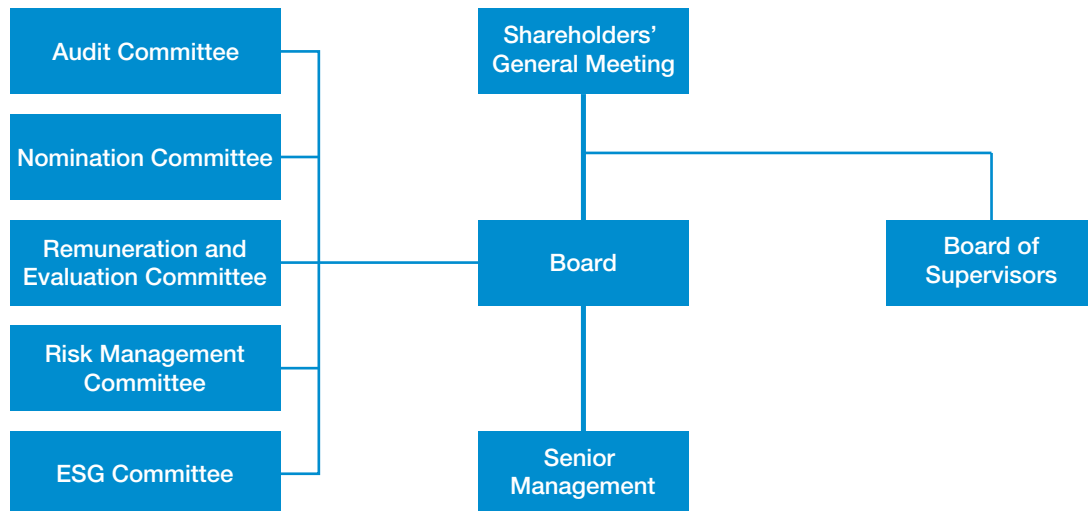 Audit Committee
Nomination Committee
Remuneration and
Evaluation Committee
Risk Management
Committee
ESG Committee
Shareholders’
General Meeting
Board
Senior
Management
Board of
Supervisors